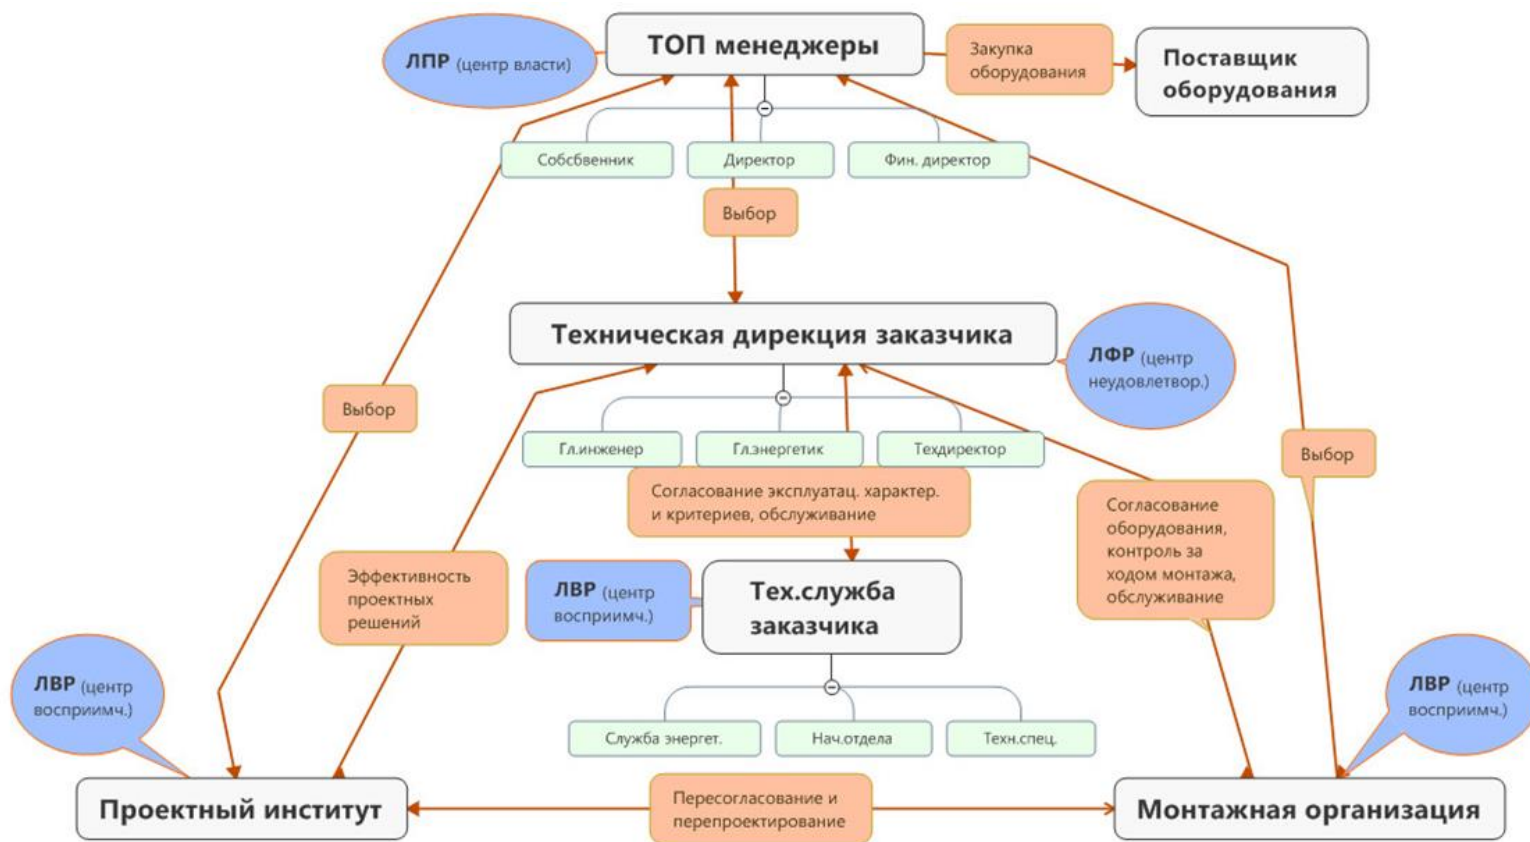 ЛПР (центр власти)
ТОП менеджеры
Закупка
оборудования
Поставщик
оборудования
Собсбвенник
Директор
Фин. директор
Выбор
Техническая дирекция заказчика
ЛФР (центр
неудовлетвор.)
Выбор
Гл.инженер
Гл.энергетик
Техдиректор
Выбор
Согласование эксплуатац. характер.
и критериев, обслуживание
Согласование
оборудования,
контроль за
ходом монтажа,
обслуживание
Эффективность
проектных
решений
ЛВР (центр
восприимч.)
Тех.служба
заказчика
ЛВР (центр
восприимч.)
ЛВР (центр
восприимч.)
Служба энергет.
Нач.отдела
Техн.спец.
Проектный институт
Пересогласование и
перепроектирование
Монтажная организация